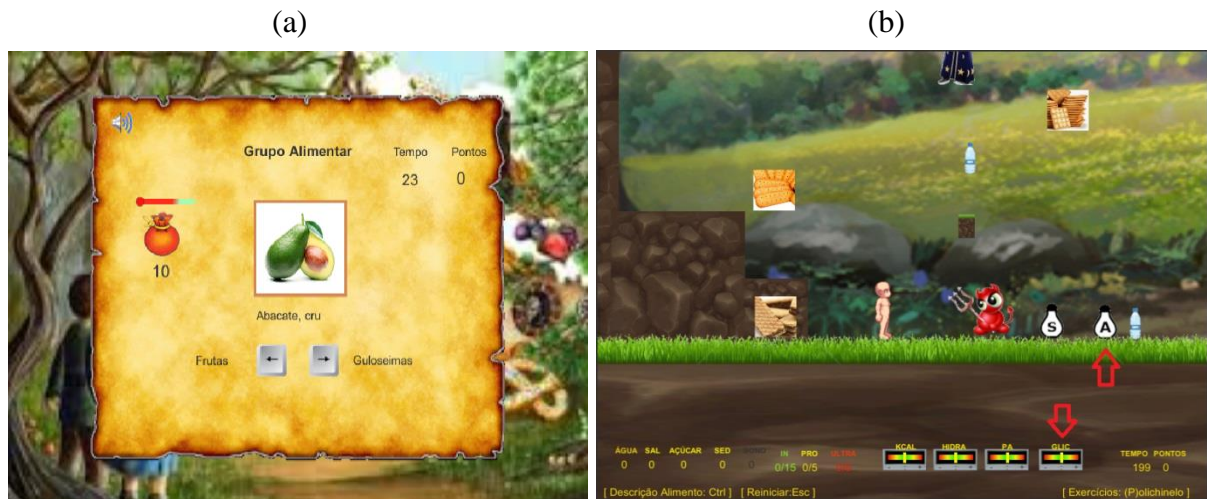 (a)
(b)
Grupo Alimentar
Tempo
Pontos
23
0
10
Abacate, cru
Frutas
←
→
Guloseimas
S
A
ÁGUA SAL AÇÚCAR SED
0 0 0 0
IN PRO ULTRA
0/15 0/5
KCAL HIDRA PA GLIC
TEMPO PONTOS
199 0
[ Descrição Alimento: Ctrl ] [ Reiniciar:Esc ]
[ Exercícios: (P)olichinelo ]